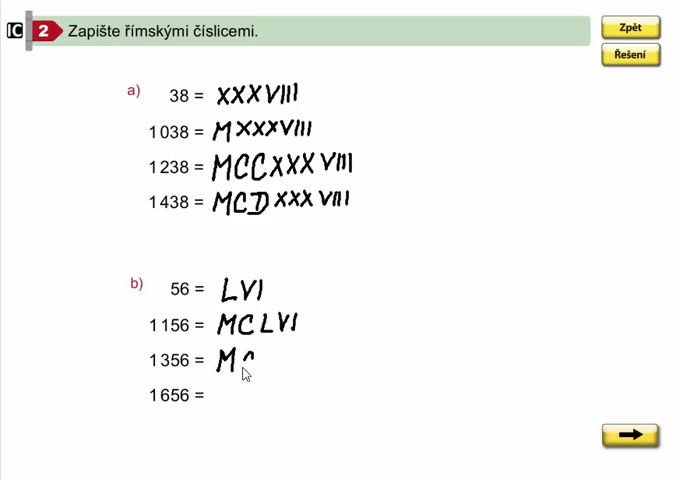 IC 2 Zapište římskými číslicemi.
Zpět
Řešení
a) 38 = XXXVIII
1 038 = MXXXVIII
1 238 = MCCXXXVIII
1 438 = MCDXXXVIII
b) 56 = LVI
1 156 = MCLVI
1 356 = M
1 656 =